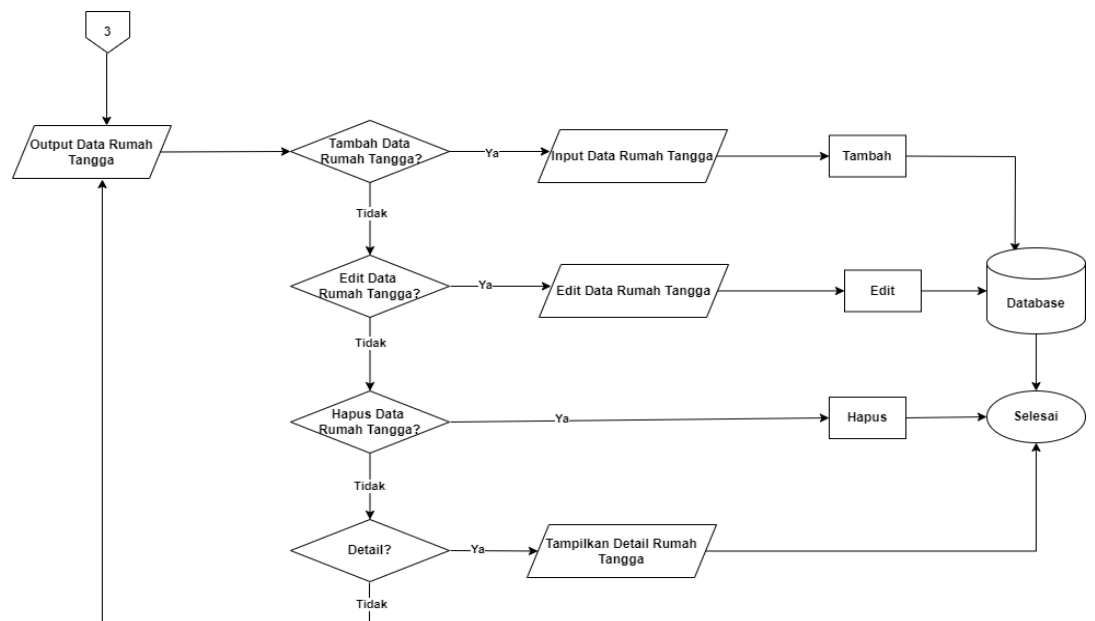 3
Output Data Rumah
Tangga
Tambah Data
Rumah Tangga?
Ya
Input Data Rumah Tangga
Tambah
Tidak
Edit Data
Rumah Tangga?
Ya
Edit Data Rumah Tangga
Edit
Database
Tidak
Hapus Data
Rumah Tangga?
Ya
Hapus
Selesai
Tidak
Detail?
Ya
Tampilkan Detail Rumah
Tangga
Tidak